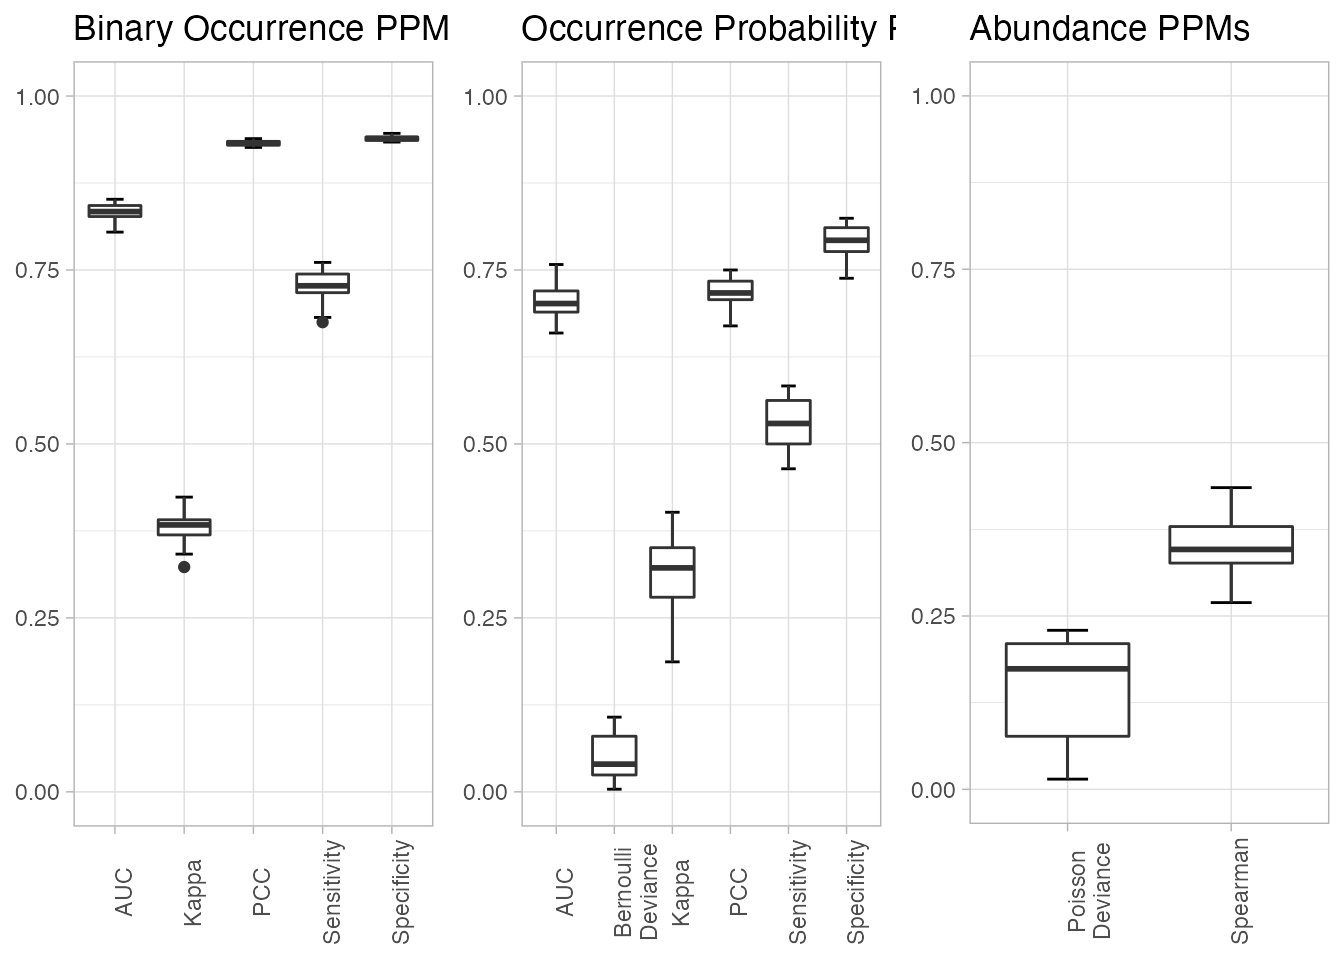 Binary Occurrence PPM
1.00
0.75
0.50
0.25
0.00
AUC
Kappa
PCC
Sensitivity
Specificity
Occurrence Probability
1.00
0.75
0.50
0.25
0.00
AUC
Bernoulli
Deviance
Kappa
PCC
Sensitivity
Specificity
Abundance PPMs
1.00
0.75
0.50
0.25
0.00
Poisson
Deviance
Spearman